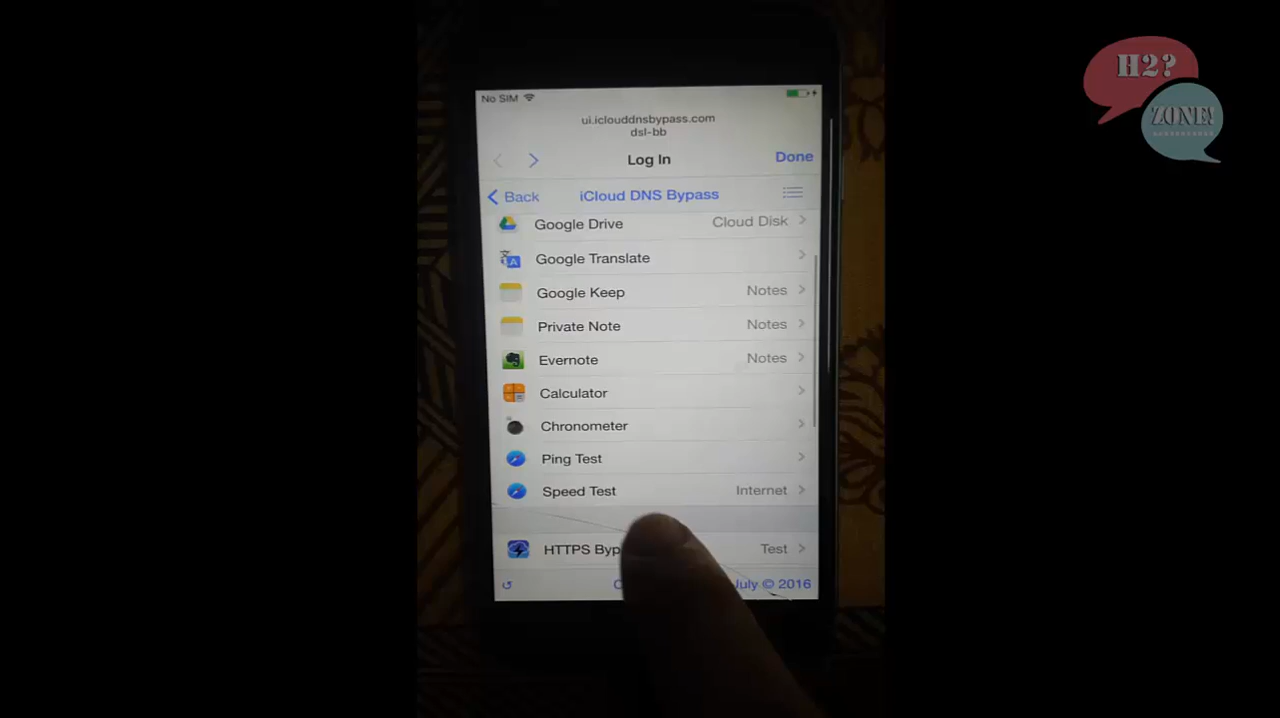 H2?
ZONE!
No SIM
ui.iclouddnsbypass.com
dsl-bb
Log In
Done
Back
iCloud DNS Bypass
Google Drive Cloud Disk
Google Translate
Google Keep Notes
Private Note Notes
Evernote Notes
Calculator
Chronometer
Ping Test
Speed Test Internet
HTTPS Byp Test
July © 2016